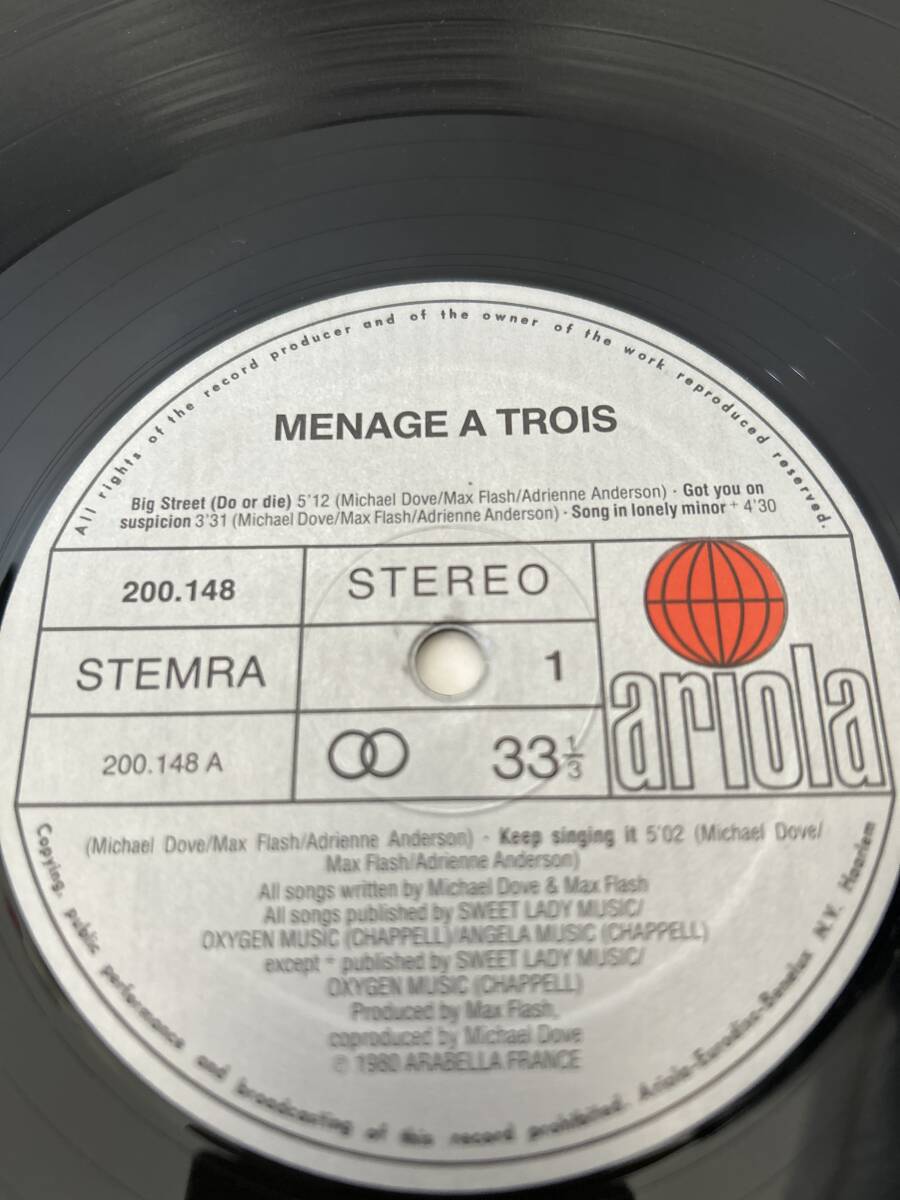 All rights of the record producer and of the owner of the work reproduced reserved.
MENAGE A TROIS
Big Street (Do or die) 5'12 (Michael Dove/Max Flash/Adrienne Anderson) · Got you on
suspicion 3'31 (Michael Dove/Max Flash/Adrienne Anderson) · Song in lonely minor + 4'30
200.148
STEREO
STEMRA
1
200.148 A
33 1/3
ariola
(Michael Dove/Max Flash/Adrienne Anderson) · Keep singing it 5'02 (Michael Dove/
Max Flash/Adrienne Anderson)
All songs written by Michael Dove & Max Flash
All songs published by SWEET LADY MUSIC/
OXYGEN MUSIC (CHAPPELL)/ANGELA MUSIC (CHAPPELL)
except + published by SWEET LADY MUSIC/
OXYGEN MUSIC (CHAPPELL)
Produced by Max Flash,
coproduced by Michael Dove
℗ 1980 ARABELLA FRANCE
Copying, public performance and broadcasting of this record prohibited. Ariola-Eurodisc-Benelux N.V. Haarlem